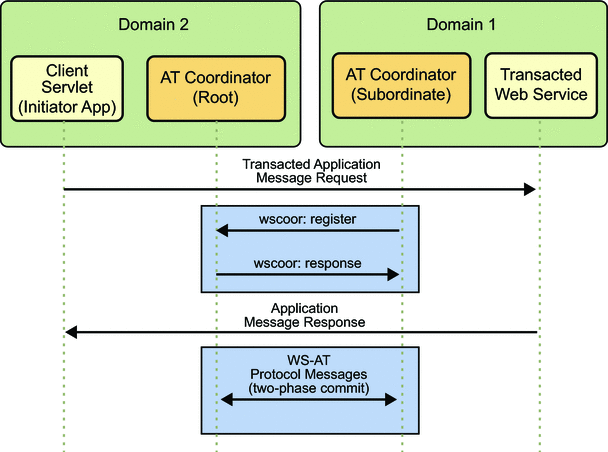 Domain 2
Domain 1
Client
Servlet
(Initiator App)
AT Coordinator
(Root)
AT Coordinator
(Subordinate)
Transacted
Web Service
Transacted Application
Message Request
wscoor: register
wscoor: response
Application
Message Response
WS-AT
Protocol Messages
(two-phase commit)